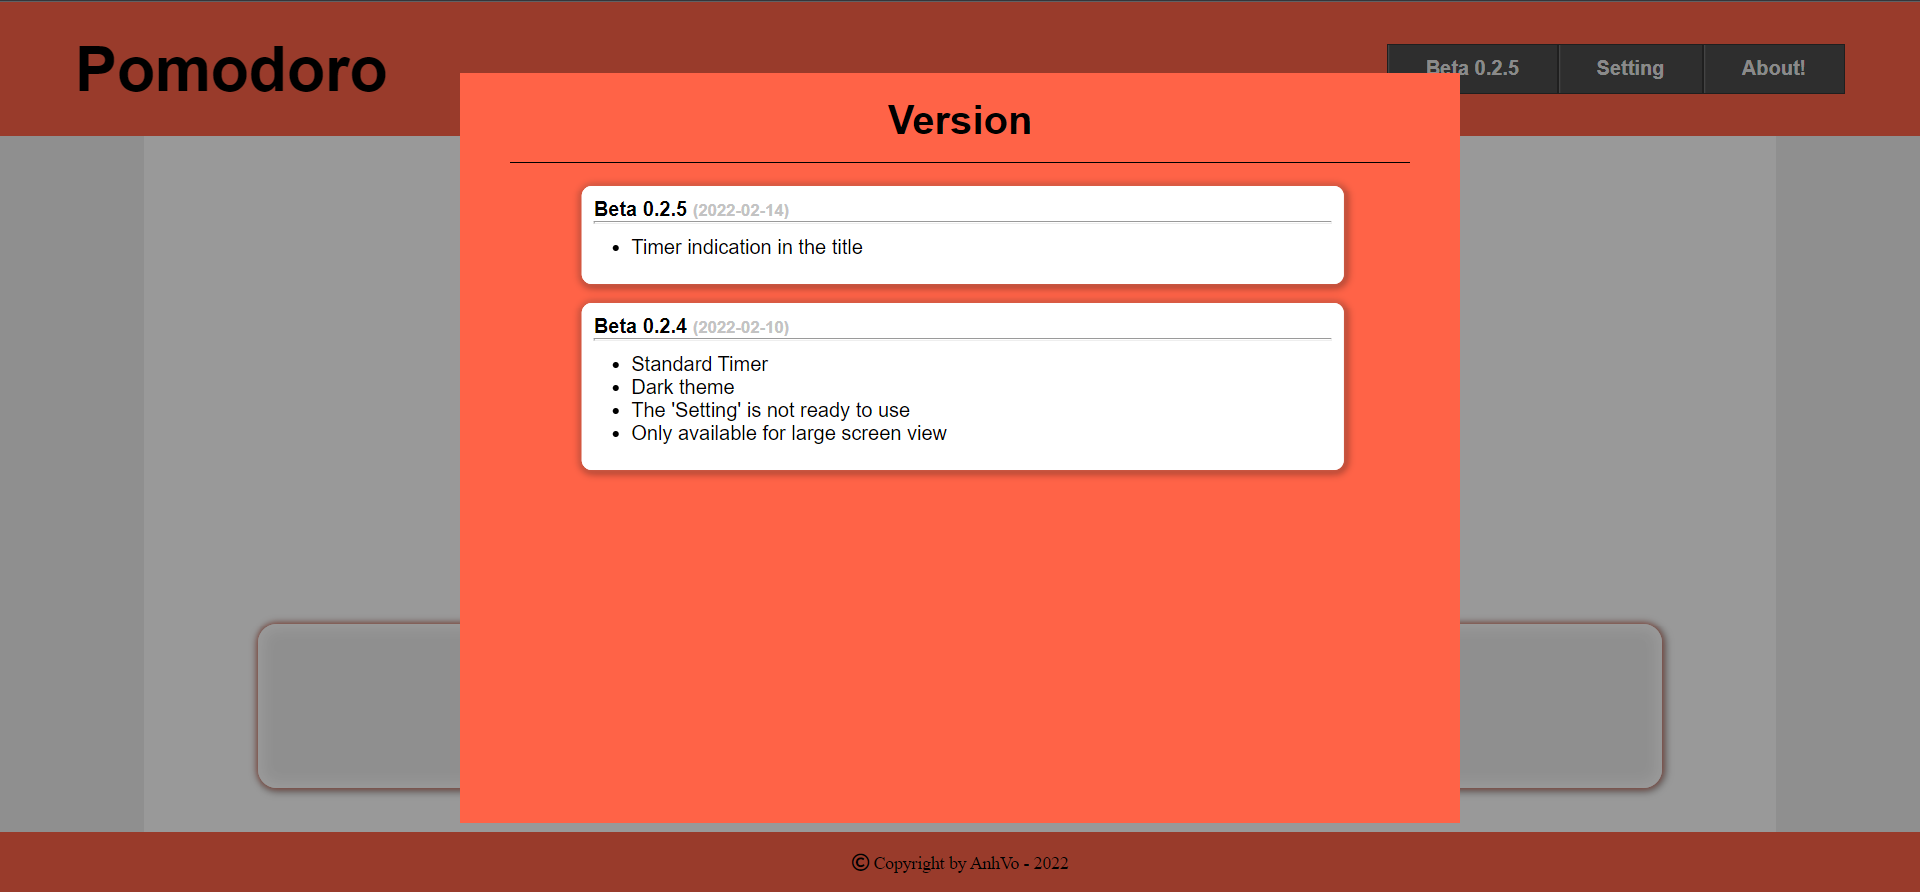 Pomodoro
Beta 0.2.5 Setting About!
Version
Beta 0.2.5 (2022-02-14)
• Timer indication in the title
Beta 0.2.4 (2022-02-10)
• Standard Timer
• Dark theme
• The 'Setting' is not ready to use
• Only available for large screen view
© Copyright by AnhVo - 2022